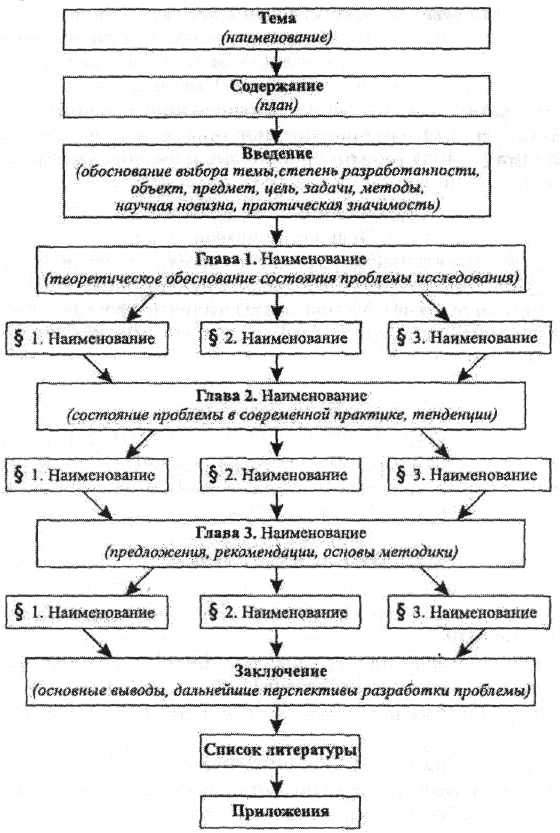 Тема
(наименование)
Содержание
(план)
Введение
(обоснование выбора темы,степень разработанности,
объект, предмет, цель, задачи, методы,
научная новизна, практическая значимость)
Глава 1. Наименование
(теоретическое обоснование состояния проблемы исследования)
§ 1. Наименование
§ 2. Наименование
§ 3. Наименование
Глава 2. Наименование
(состояние проблемы в современной практике, тенденции)
§ 1. Наименование
§ 2. Наименование
§ 3. Наименование
Глава 3. Наименование
(предложения, рекомендации, основы методики)
§ 1. Наименование
§ 2. Наименование
§ 3. Наименование
Заключение
(основные выводы, дальнейшие перспективы разработки проблемы)
Список литературы
Приложения